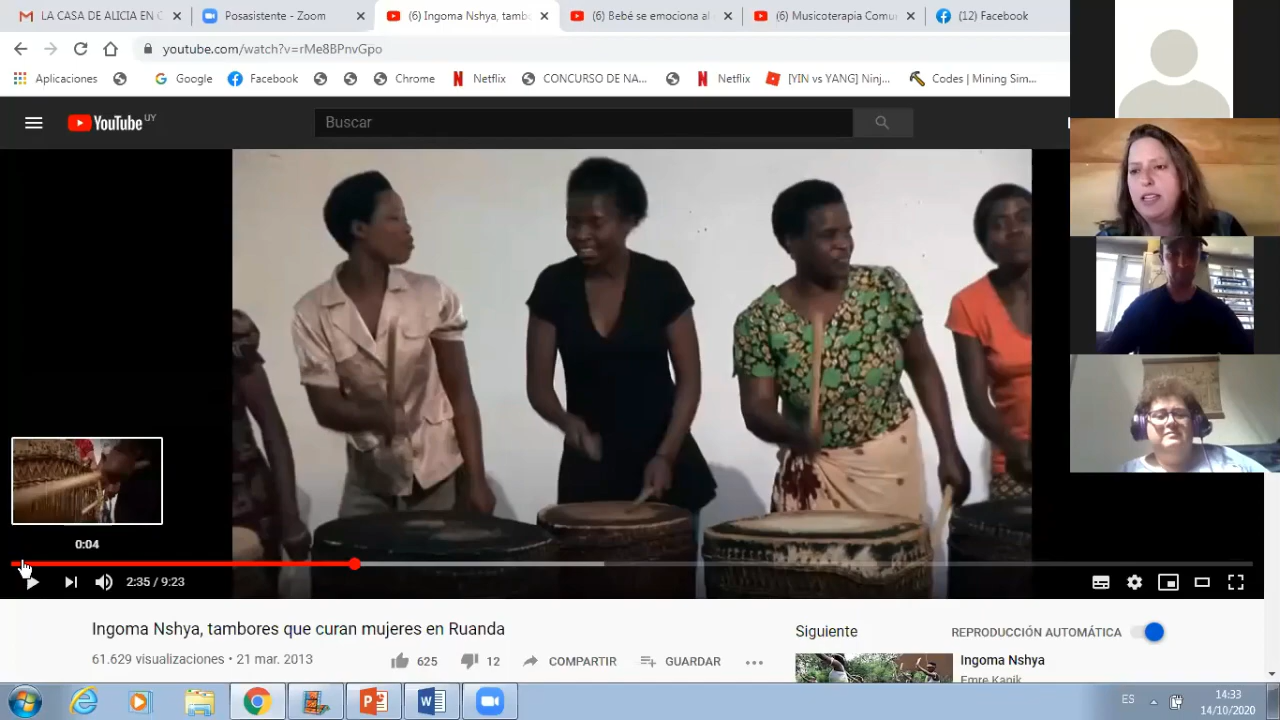 LA CASA DE ALICIA EN C
Posasistente - Zoom
(6) Ingoma Nshya, tamb
(6) Bebé se emociona al
(6) Musicoterapia Comu
(12) Facebook
youtube.com/watch?v=rMe8BPnvGpo
Aplicaciones
Google
Facebook
Chrome
Netflix
CONCURSO DE NA...
Netflix
[YIN vs YANG] Ninj...
Codes | Mining Sim...
YouTube UY
Buscar
0:04
2:35 / 9:23
Ingoma Nshya, tambores que curan mujeres en Ruanda
61.629 visualizaciones • 21 mar. 2013
625
12
COMPARTIR
GUARDAR
Siguiente
REPRODUCCIÓN AUTOMÁTICA
Ingoma Nshya
Emre Kanik
ES
14:33
14/10/2020